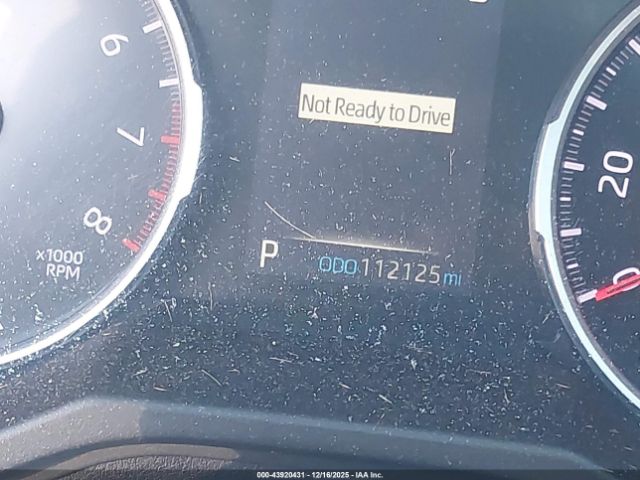 6
7
8
x1000
RPM
Not Ready to Drive
P ODO 112125 mi
20
0
000-43920431 - 12/16/2025 - IAA Inc.